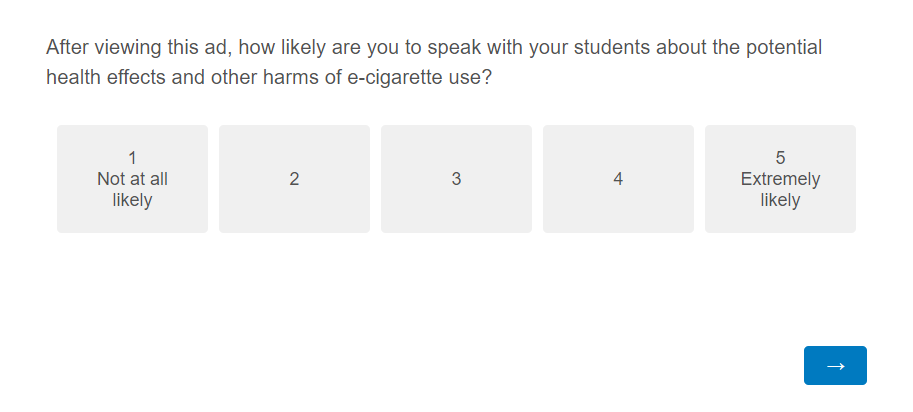 After viewing this ad, how likely are you to speak with your students about the potential
health effects and other harms of e-cigarette use?
1
Not at all
likely
2
3
4
5
Extremely
likely
→